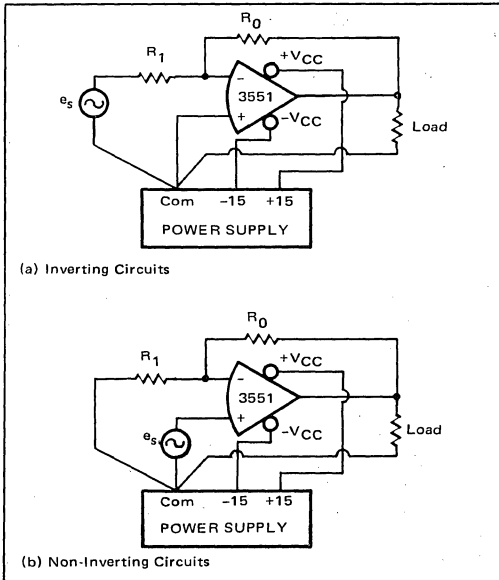 R0
R1
+VCC
−
3551
es
+
−VCC
Load
Com −15 +15
POWER SUPPLY
(a) Inverting Circuits
R0
R1
+VCC
−
3551
+
es
−VCC
Load
Com −15 +15
POWER SUPPLY
(b) Non-Inverting Circuits